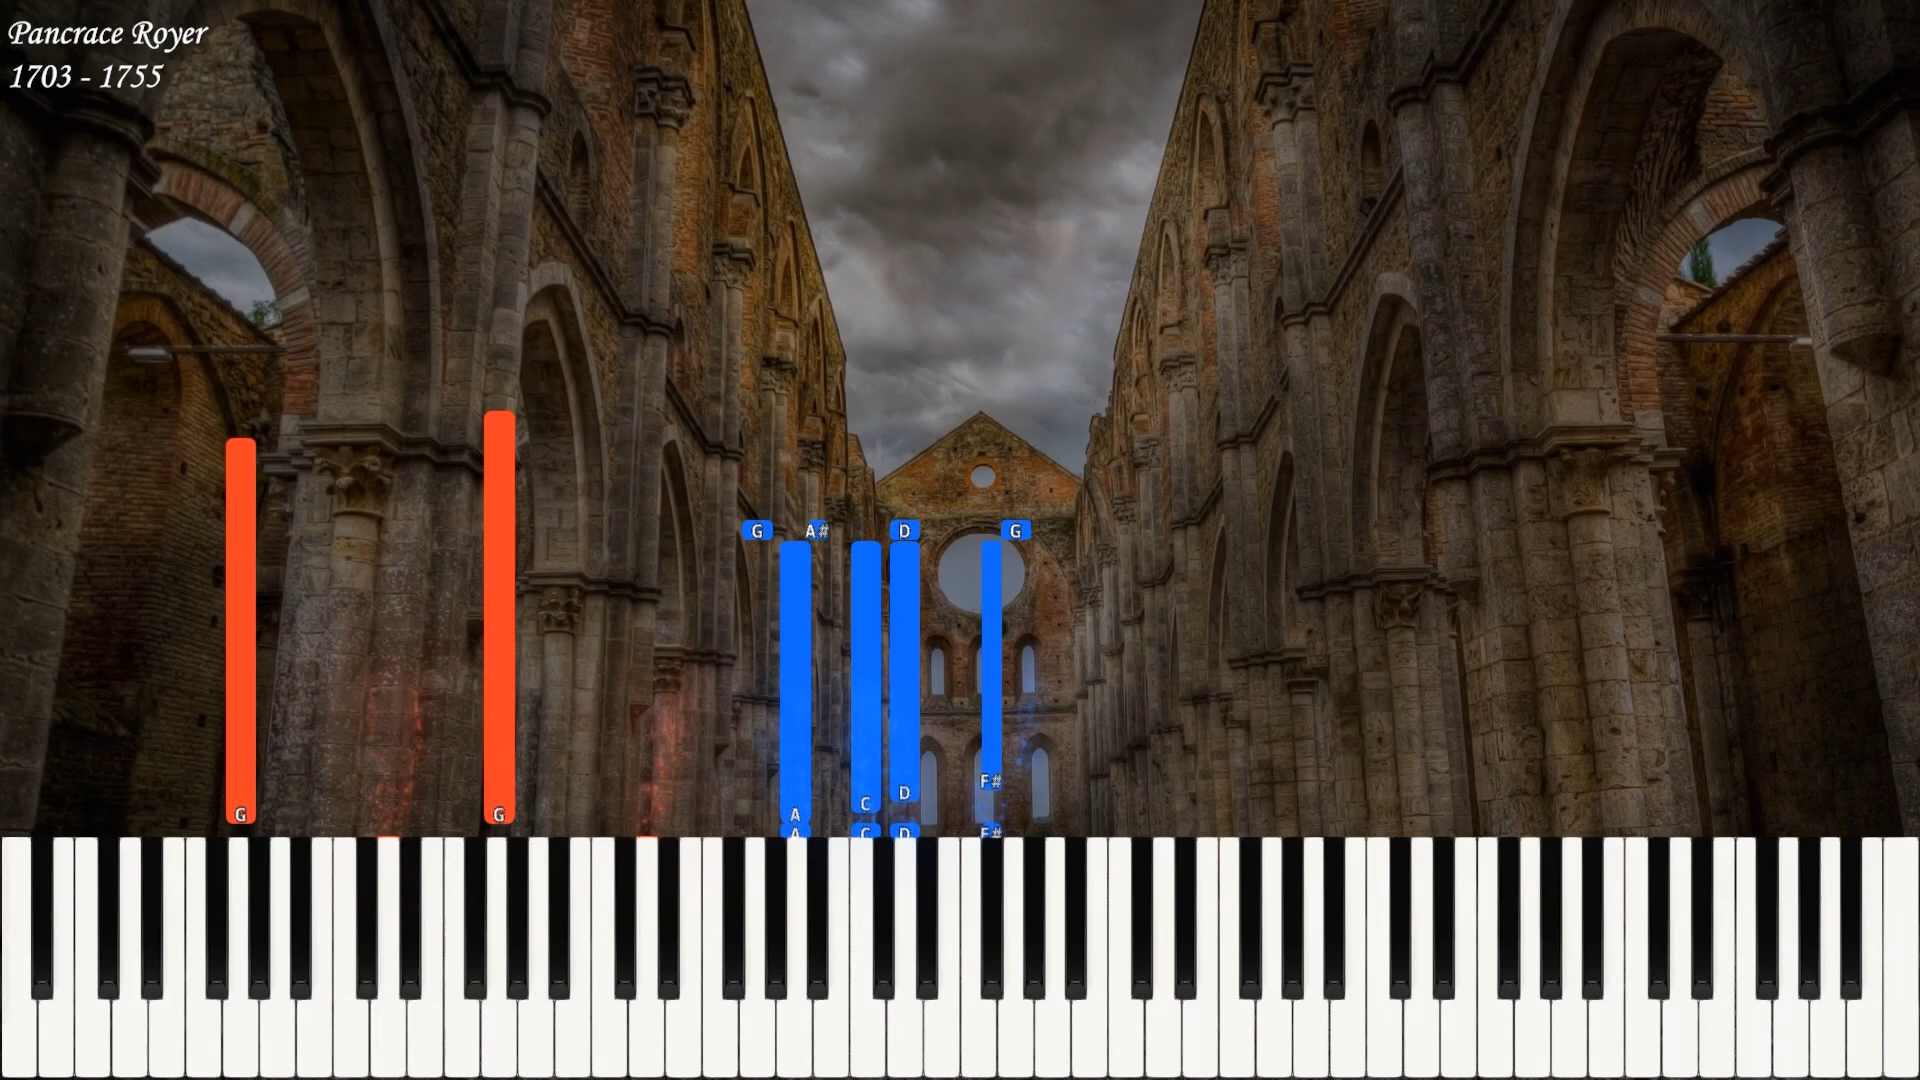 Pancrace Royer
1703 - 1755
G A# D G
F#
D
C
G G A
A C D F#